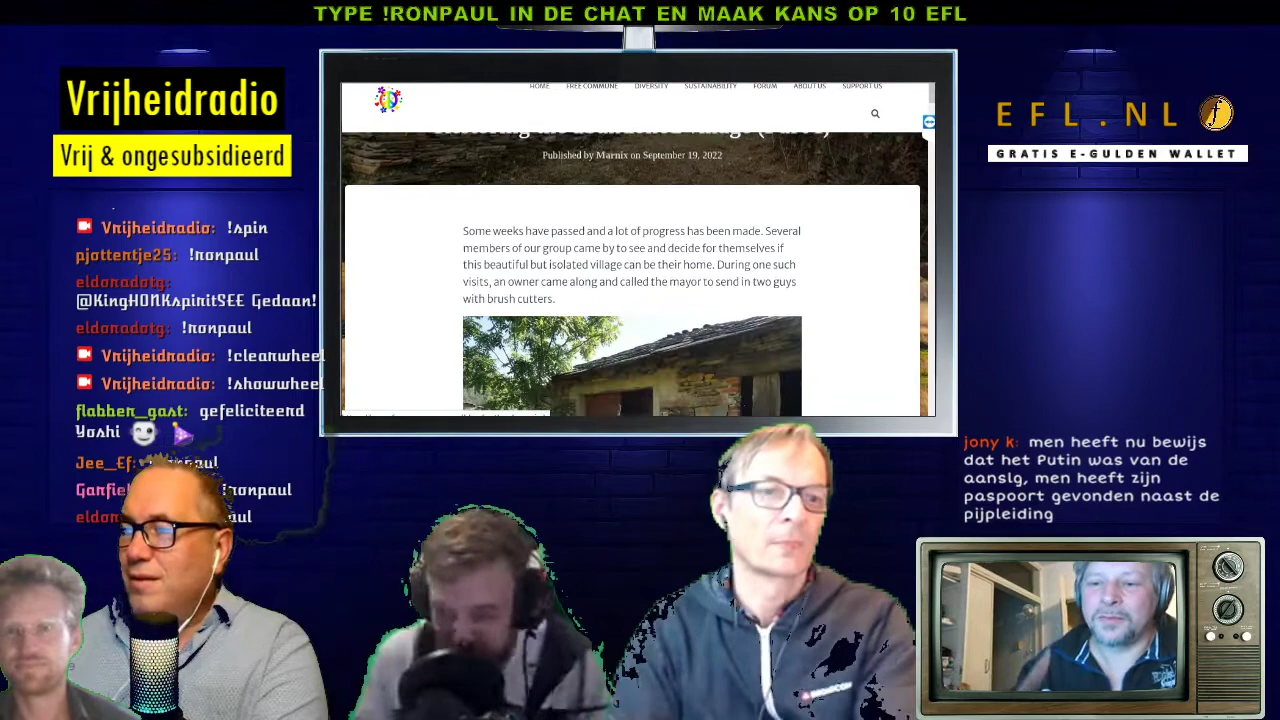 TYPE !RONPAUL IN DE CHAT EN MAAK KANS OP 10 EFL
Vrijheidradio
Vrij & ongesubsidieerd
HOME FREE COMMUNE DIVERSITY SUSTAINABILITY FORUM ABOUT US SUPPORT US
Published by Marnix on September 19, 2022
Some weeks have passed and a lot of progress has been made. Several
members of our group came by to see and decide for themselves if
this beautiful but isolated village can be their home. During one such
visits, an owner came along and called the mayor to send in two guys
with brush cutters.
EFL.NL
GRATIS E-GULDEN WALLET
Vrijheidradio: !spin
pjottertje25: !ronpaul
eldoradotg:
@KingHONKspiritSEE Gedaan!
eldoradotg: !ronpaul
Vrijheidradio: !clearwheel
Vrijheidradio: !showwheel
flabber_gast: gefeliciteerd
Yoshi
Jee_Ef:
!ronpaul
jony k: men heeft nu bewijs
dat het Putin was van de
aanslg, men heeft zijn
paspoort gevonden naast de
pijpleiding